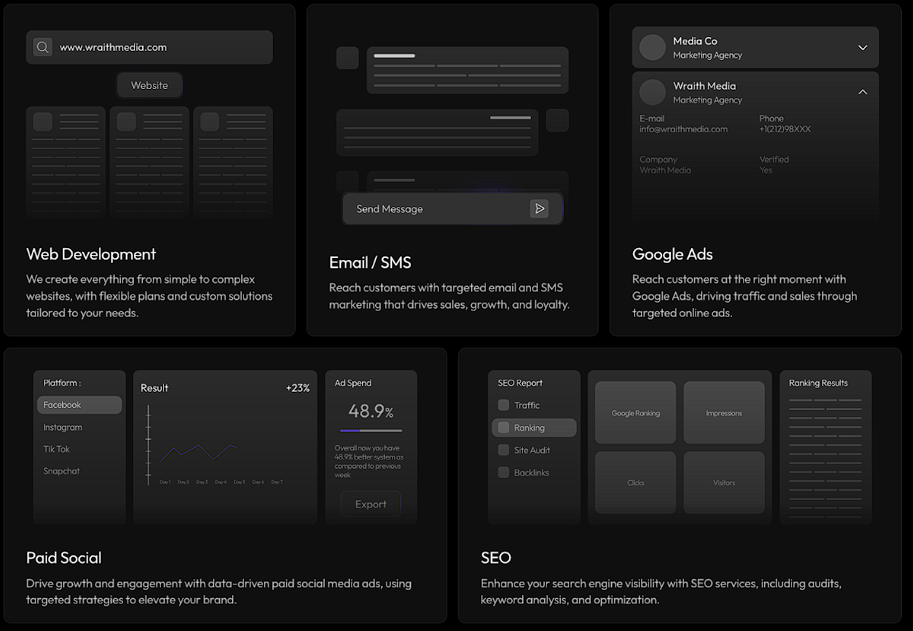 www.wraithmedia.com
Website
Web Development
We create everything from simple to complex
websites, with flexible plans and custom solutions
tailored to your needs.
Send Message
Email / SMS
Reach customers with targeted email and SMS
marketing that drives sales, growth, and loyalty.
Media Co
Marketing Agency
Wraith Media
Marketing Agency
E-mail
Phone
info@wraithmedia.com
+1(212)98XXX
Company
Verified
Wraith Media
Yes
Google Ads
Reach customers at the right moment with
Google Ads, driving traffic and sales through
targeted online ads.
Platform :
Facebook
Instagram
Tik Tok
Snapchat
Result
+23%
Day 1 Day 2 Day 3 Day 4 Day 5 Day 6 Day 7
Ad Spend
48.9%
Overall now you have
48.9% better system as
compared to previous
week
Export
Paid Social
Drive growth and engagement with data-driven paid social media ads, using
targeted strategies to elevate your brand.
SEO Report
Traffic
Ranking
Site Audit
Backlinks
Google Ranking
Impressions
Clicks
Visitors
Ranking Results
SEO
Enhance your search engine visibility with SEO services, including audits,
keyword analysis, and optimization.